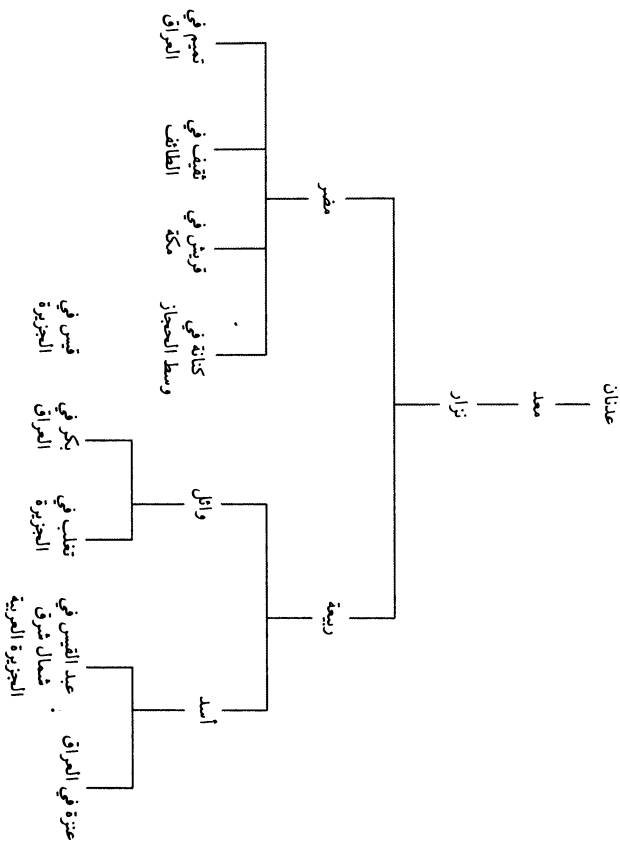 عدنان
معد
نزار
مضر
ربيعة
تميم في
العراق
ثقيف في
الطائف
قريش في
مكة
كنانة في
وسط الحجاز
وائل
أسد
قيس في
الجزيرة
بكر في
العراق
تغلب في
الجزيرة
عبد القيس في
شمال شرق
الجزيرة العربية
عنزة في العراق